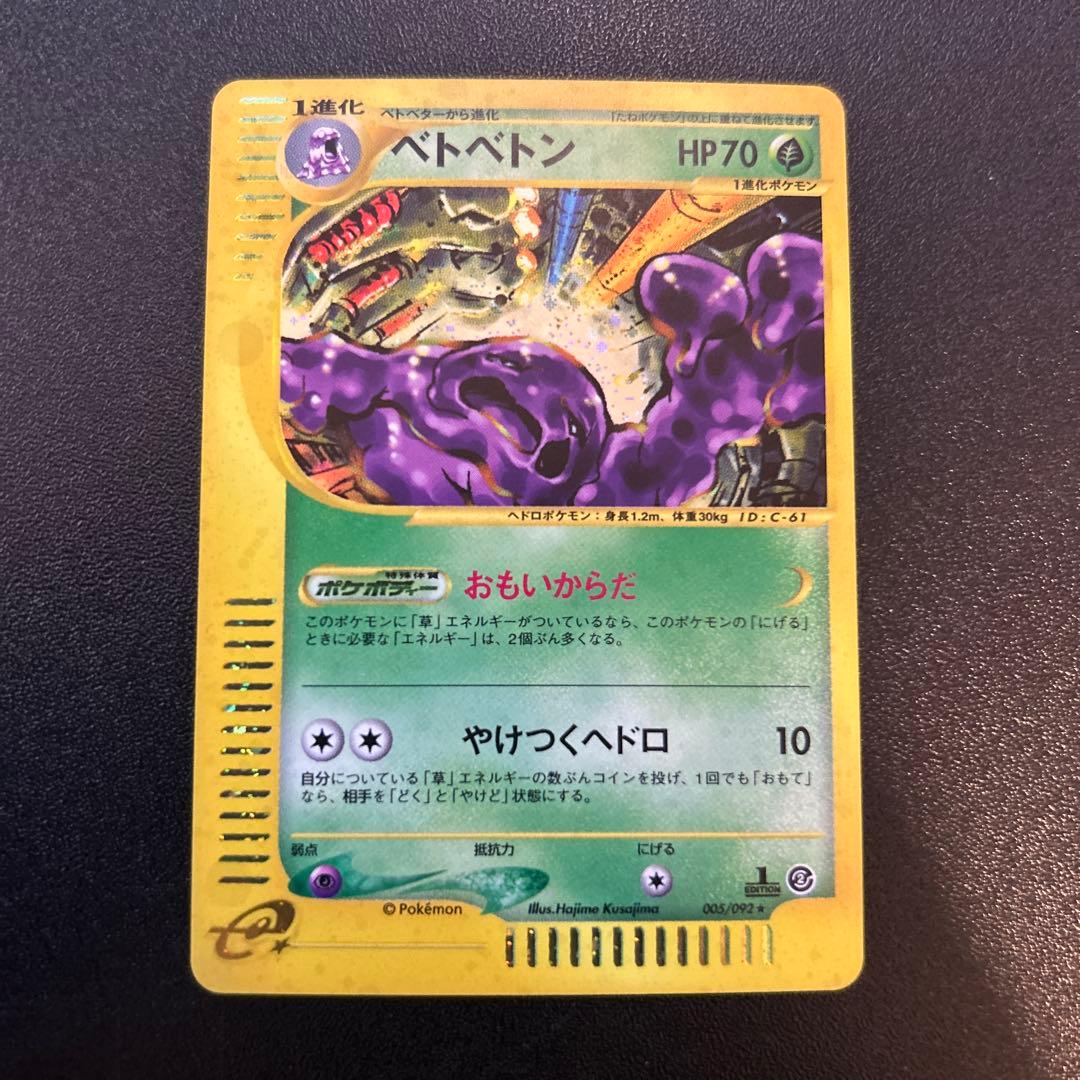 1進化
ベトベターから進化
「たねポケモン」の上に重ねて進化させます
ベトベトン
HP70
1進化ポケモン
ヘドロポケモン：身長1.2m、体重30kg ID:C-61
特殊体質
ポケボディー
おもいからだ
このポケモンに「草」エネルギーがついているなら、このポケモンの「にげる」
ときに必要な「エネルギー」は、2個ぶん多くなる。
やけつくヘドロ 10
自分についている「草」エネルギーの数ぶんコインを投げ、1回でも「おもて」
なら、相手を「どく」と「やけど」状態にする。
弱点 抵抗力 にげる
1
EDITION
2
© Pokémon
Illus.Hajime Kusajima
005/092★
e